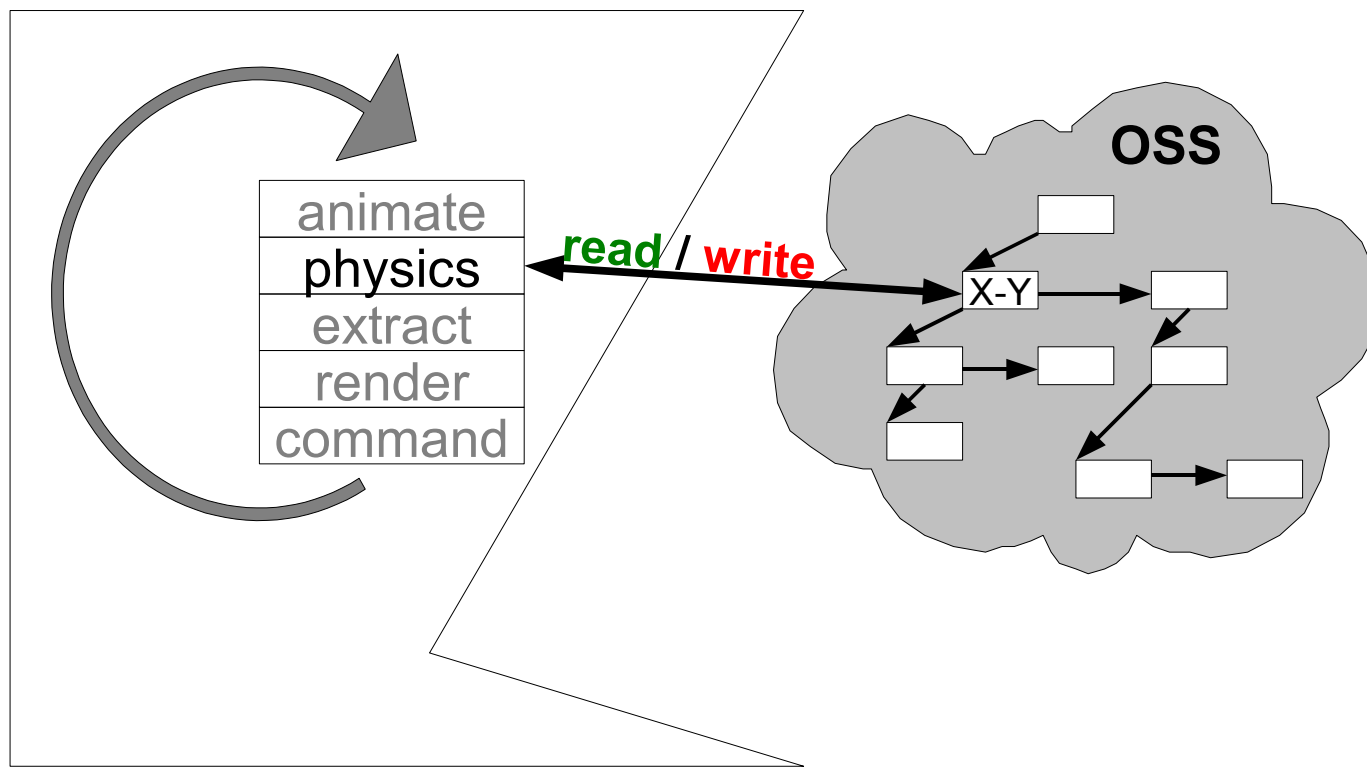 animate
physics
extract
render
command
read / write
OSS
X-Y